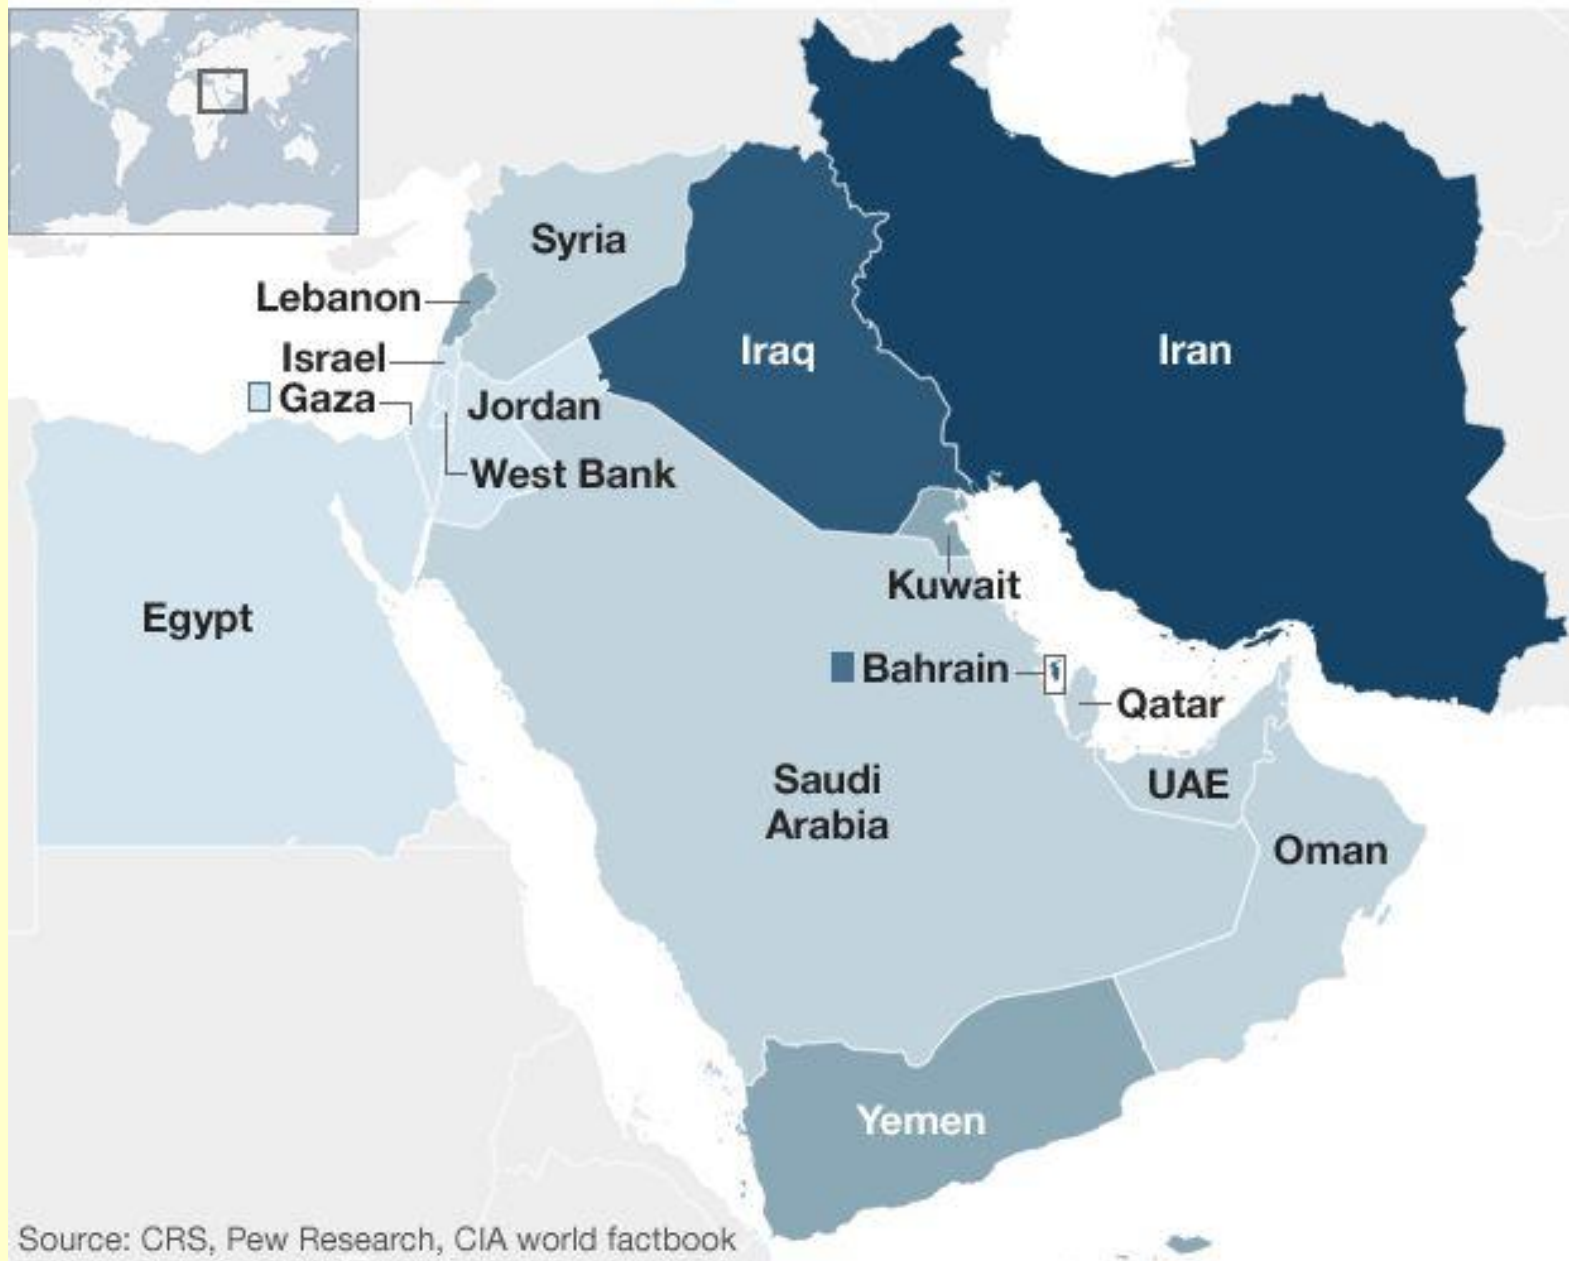 Syria
Lebanon
Iraq
Iran
Israel
Gaza
Jordan
West Bank
Kuwait
Egypt
Bahrain
Qatar
Saudi
Arabia
UAE
Oman
Yemen
Source: CRS, Pew Research, CIA world factbook